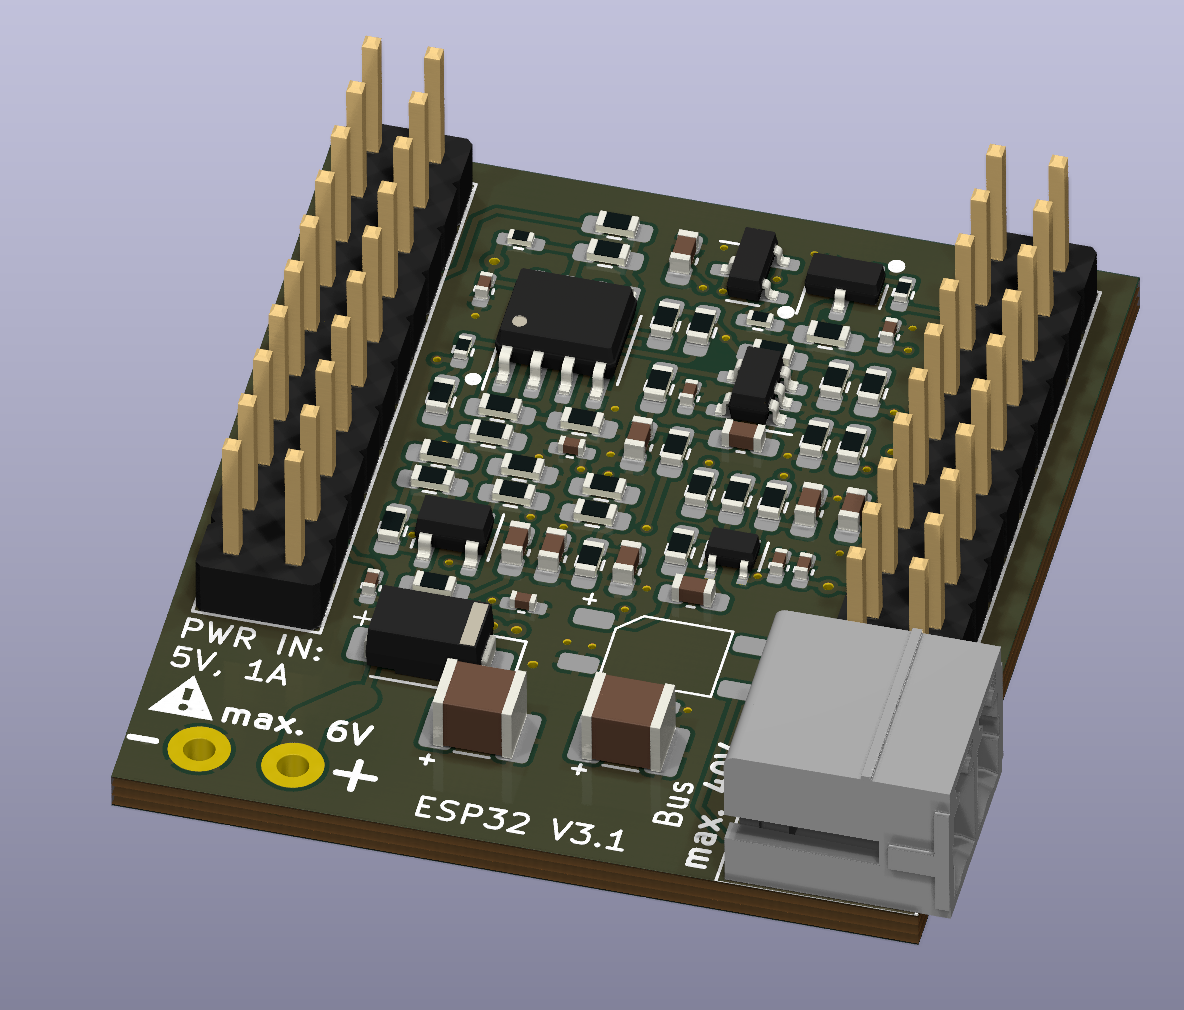 PWR IN:
5V, 1A
max. 6V
- +
ESP32 V3.1
Bus
max. 40V